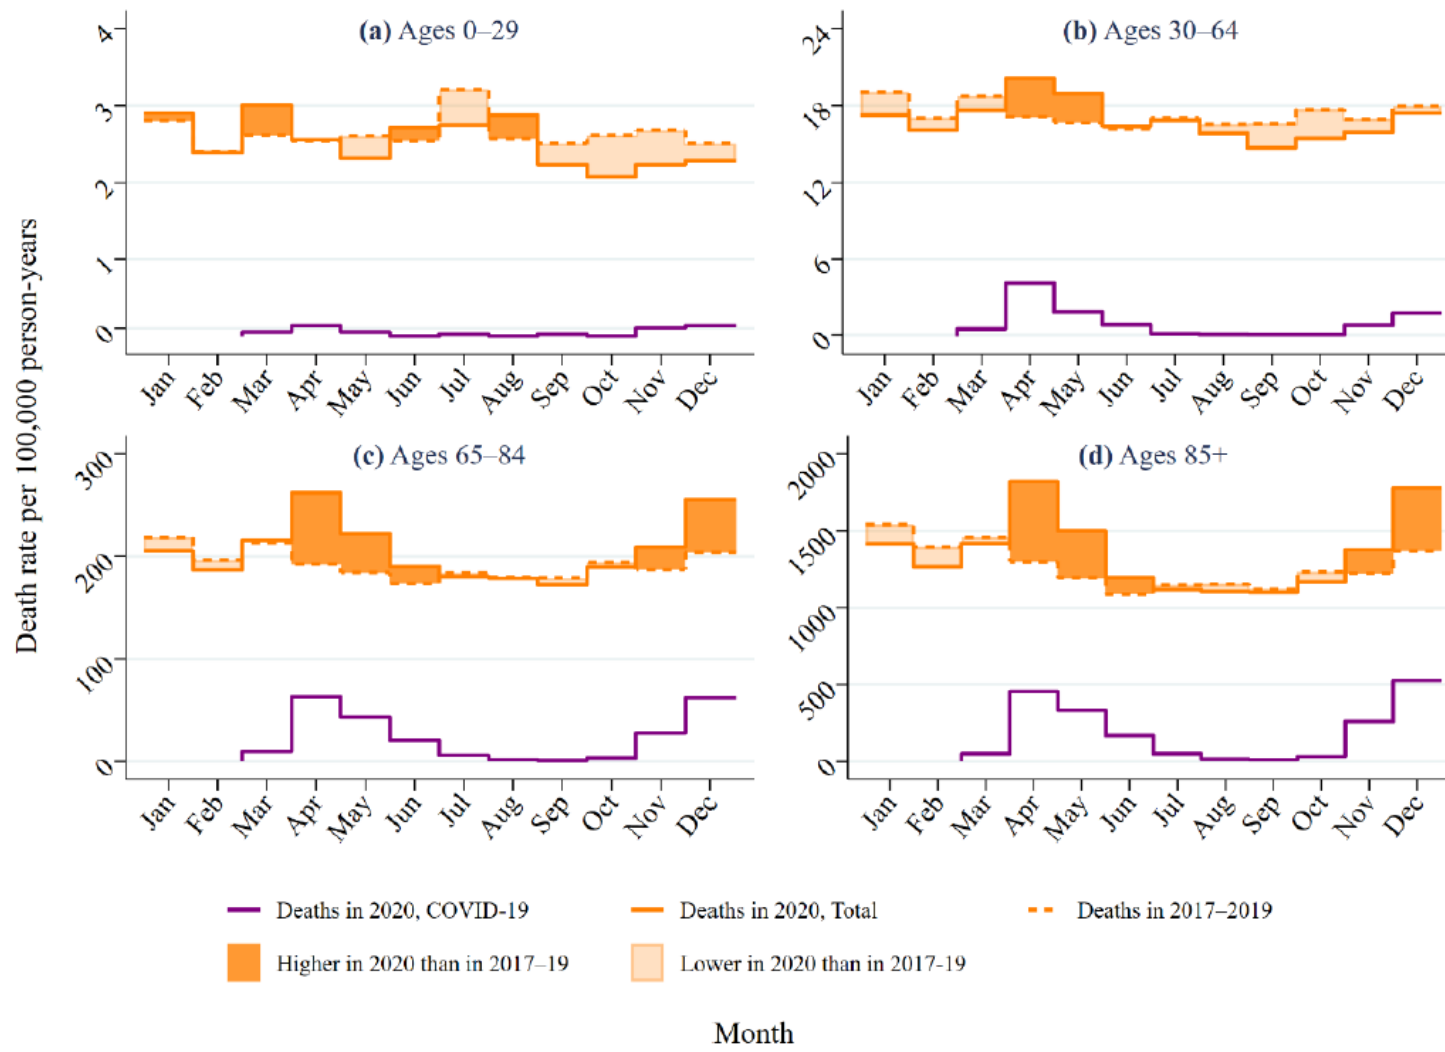 Death rate per 100,000 person-years
(a) Ages 0–29
4
3
2
1
0
Jan Feb Mar Apr May Jun Jul Aug Sep Oct Nov Dec
(b) Ages 30–64
24
18
12
6
0
Jan Feb Mar Apr May Jun Jul Aug Sep Oct Nov Dec
(c) Ages 65–84
300
200
100
0
Jan Feb Mar Apr May Jun Jul Aug Sep Oct Nov Dec
(d) Ages 85+
2000
1500
1000
500
0
Jan Feb Mar Apr May Jun Jul Aug Sep Oct Nov Dec
Deaths in 2020, COVID-19 Deaths in 2020, Total Deaths in 2017–2019
Higher in 2020 than in 2017–19 Lower in 2020 than in 2017-19
Month